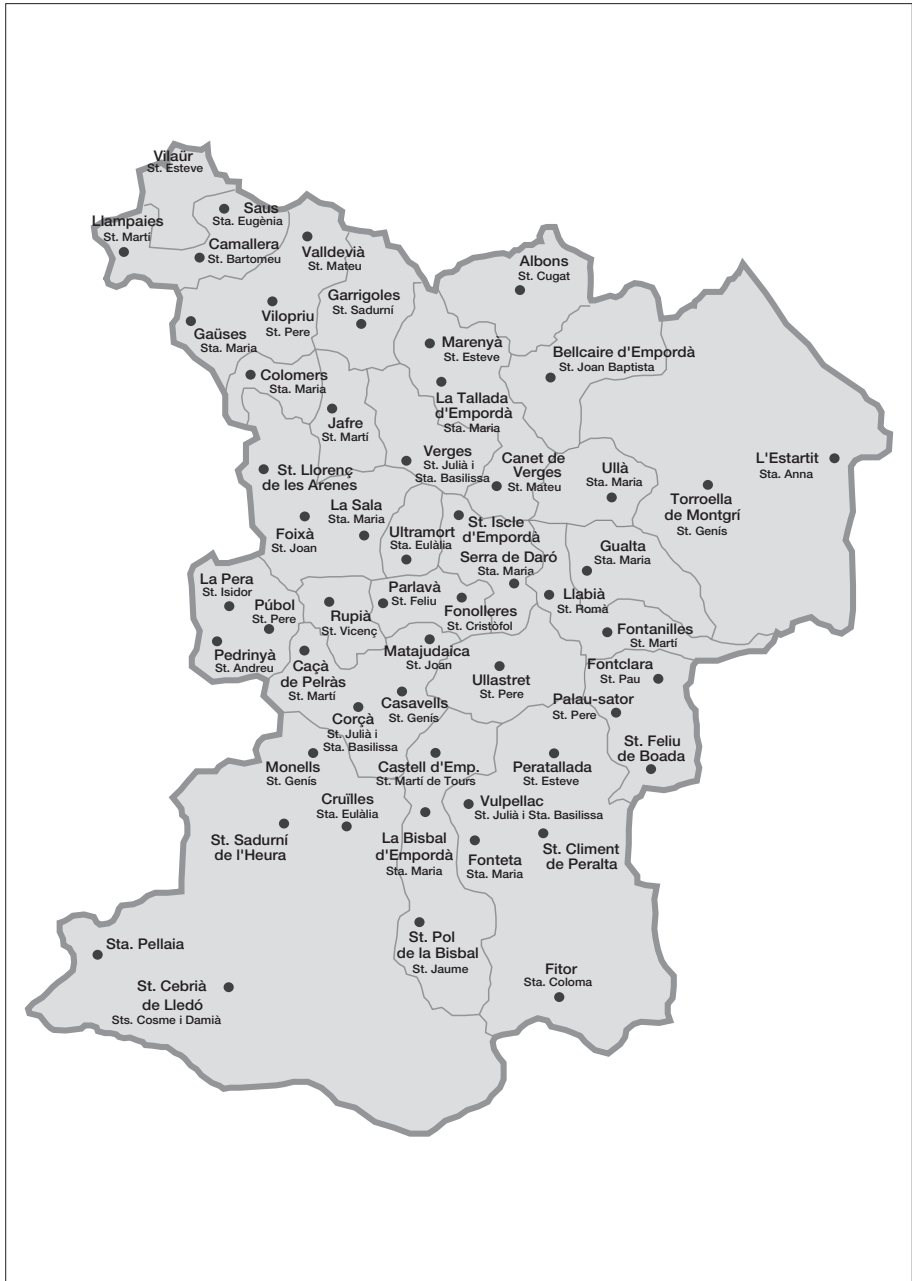 Vilaür
St. Esteve
Saus
Sta. Eugènia
Llampaies
St. Martí
Camallera
St. Bartomeu
Valldevià
St. Mateu
Albons
St. Cugat
Garrigoles
St. Sadurní
Vilopriu
St. Pere
Gaüses
Sta. Maria
Marenyà
St. Esteve
Bellcaire d'Empordà
St. Joan Baptista
Colomers
Sta. Maria
La Tallada
d'Empordà
Sta. Maria
Jafre
St. Martí
Verges
St. Julià i
Sta. Basilissa
Canet de
Verges
St. Mateu
Ullà
Sta. Maria
L'Estartit
Sta. Anna
St. Llorenç
de les Arenes
Torroella
de Montgrí
St. Genís
La Sala
Sta. Maria
Foixà
St. Joan
Ultramort
Sta. Eulàlia
St. Iscle
d'Empordà
Serra de Daró
Sta. Maria
Gualta
Sta. Maria
La Pera
St. Isidor
Púbol
St. Pere
Rupià
St. Vicenç
Parlavà
St. Feliu
Fonolleres
St. Cristòfol
Llabià
St. Romà
Fontanilles
St. Martí
Pedrinyà
St. Andreu
Caçà
de Pelràs
St. Martí
Matajudaica
St. Joan
Ullastret
St. Pere
Fontclara
St. Pau
Casavells
St. Genís
Palau-sator
St. Pere
Corçà
St. Julià i
Sta. Basilissa
St. Feliu
de Boada
Monells
St. Genís
Castell d'Emp.
St. Martí de Tours
Peratallada
St. Esteve
Cruïlles
Sta. Eulàlia
Vulpellac
St. Julià i Sta. Basilissa
St. Sadurní
de l'Heura
La Bisbal
d'Empordà
Sta. Maria
Fonteta
Sta. Maria
St. Climent
de Peralta
Sta. Pellaia
St. Pol
de la Bisbal
St. Jaume
St. Cebrià
de Lledó
Sts. Cosme i Damià
Fitor
Sta. Coloma